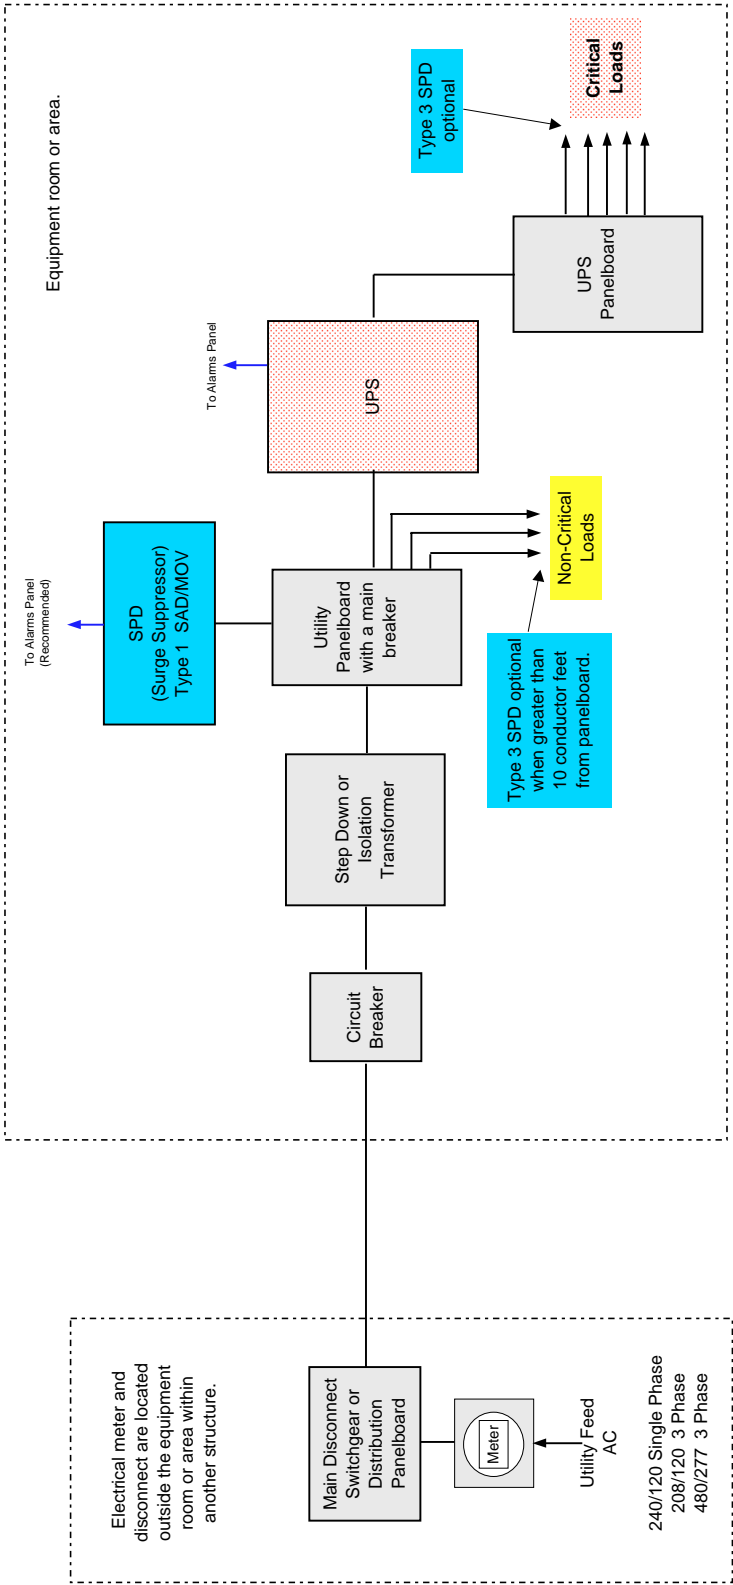 Electrical meter and
disconnect are located
outside the equipment
room or area within
another structure.
Main Disconnect
Switchgear or
Distribution
Panelboard
Meter
Utility Feed
AC
240/120 Single Phase
208/120 3 Phase
480/277 3 Phase
Equipment room or area.
Circuit
Breaker
Step Down or
Isolation
Transformer
To Alarms Panel
(Recommended)
SPD
(Surge Suppressor)
Type 1 SAD/MOV
Utility
Panelboard
with a main
breaker
Type 3 SPD optional
when greater than
10 conductor feet
from panelboard.
Non-Critical
Loads
To Alarms Panel
UPS
UPS
Panelboard
Type 3 SPD
optional
Critical
Loads